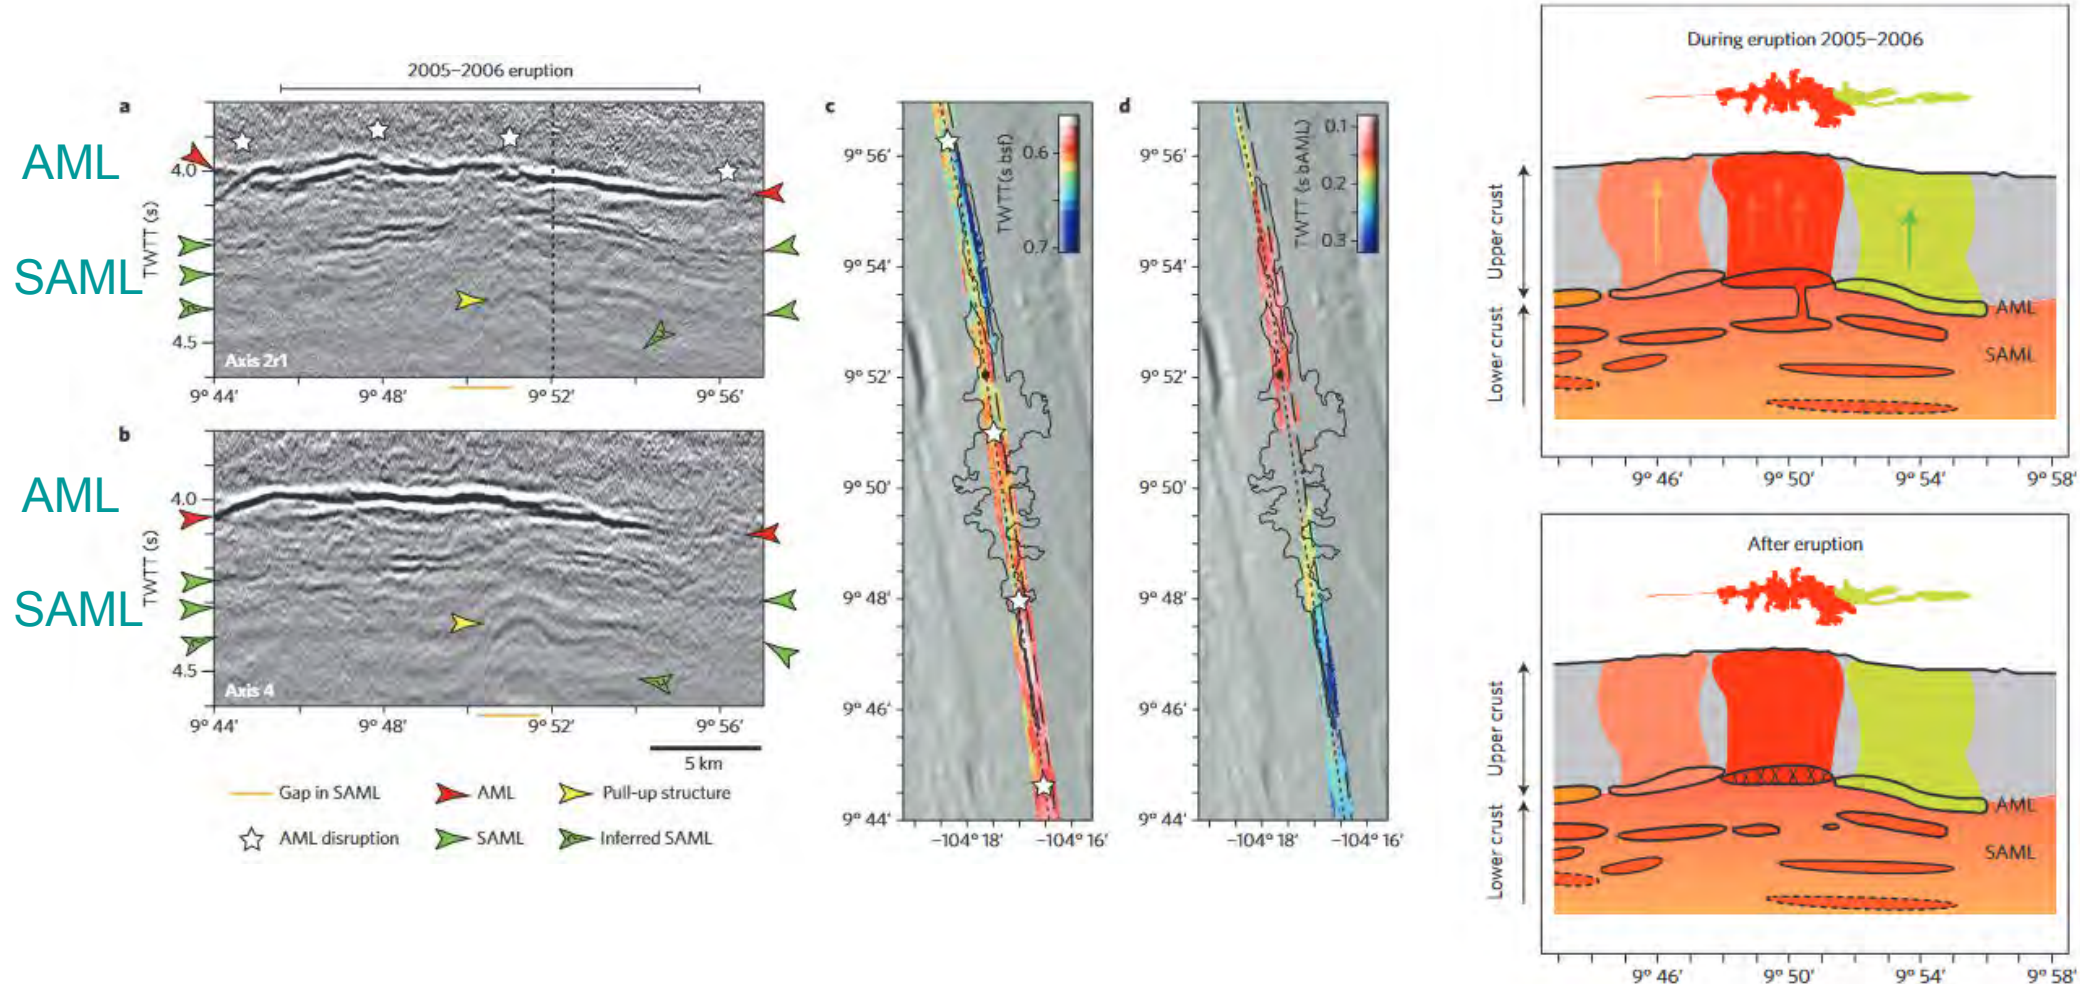 2005–2006 eruption
a
AML
SAML
TWTT (s)
4.0
4.5
Axis 2r1
9° 44'
9° 48'
9° 52'
9° 56'
b
AML
SAML
TWTT (s)
4.0
4.5
Axis 4
9° 44'
9° 48'
9° 52'
9° 56'
5 km
Gap in SAML
AML
Pull-up structure
AML disruption
SAML
Inferred SAML
c
TWTT (s bsf)
0.6
0.7
9° 56'
9° 54'
9° 52'
9° 50'
9° 48'
9° 46'
9° 44'
−104° 18'
−104° 16'
d
TWTT (s bAML)
0.1
0.2
0.3
9° 56'
9° 54'
9° 52'
9° 50'
9° 48'
9° 46'
9° 44'
−104° 18'
−104° 16'
During eruption 2005–2006
Upper crust
Lower crust
AML
SAML
9° 46'
9° 50'
9° 54'
9° 58'
After eruption
Upper crust
Lower crust
AML
SAML
9° 46'
9° 50'
9° 54'
9° 58'